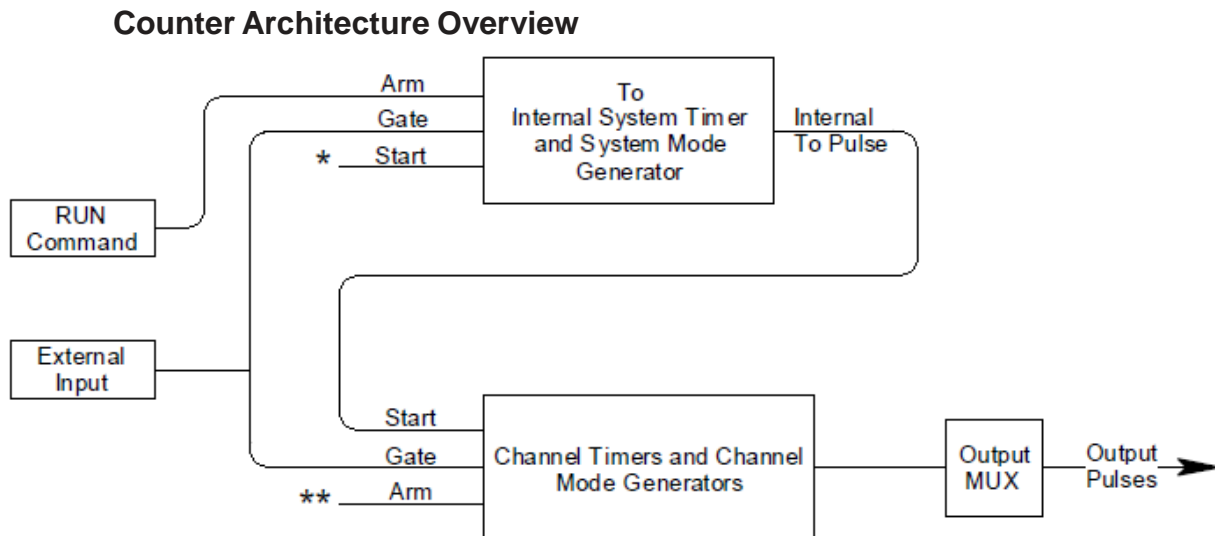 Counter Architecture Overview
Arm
Gate
* Start
To
Internal System Timer
and System Mode
Generator
Internal
To Pulse
RUN
Command
External
Input
Start
Gate
** Arm
Channel Timers and Channel
Mode Generators
Output
MUX
Output
Pulses